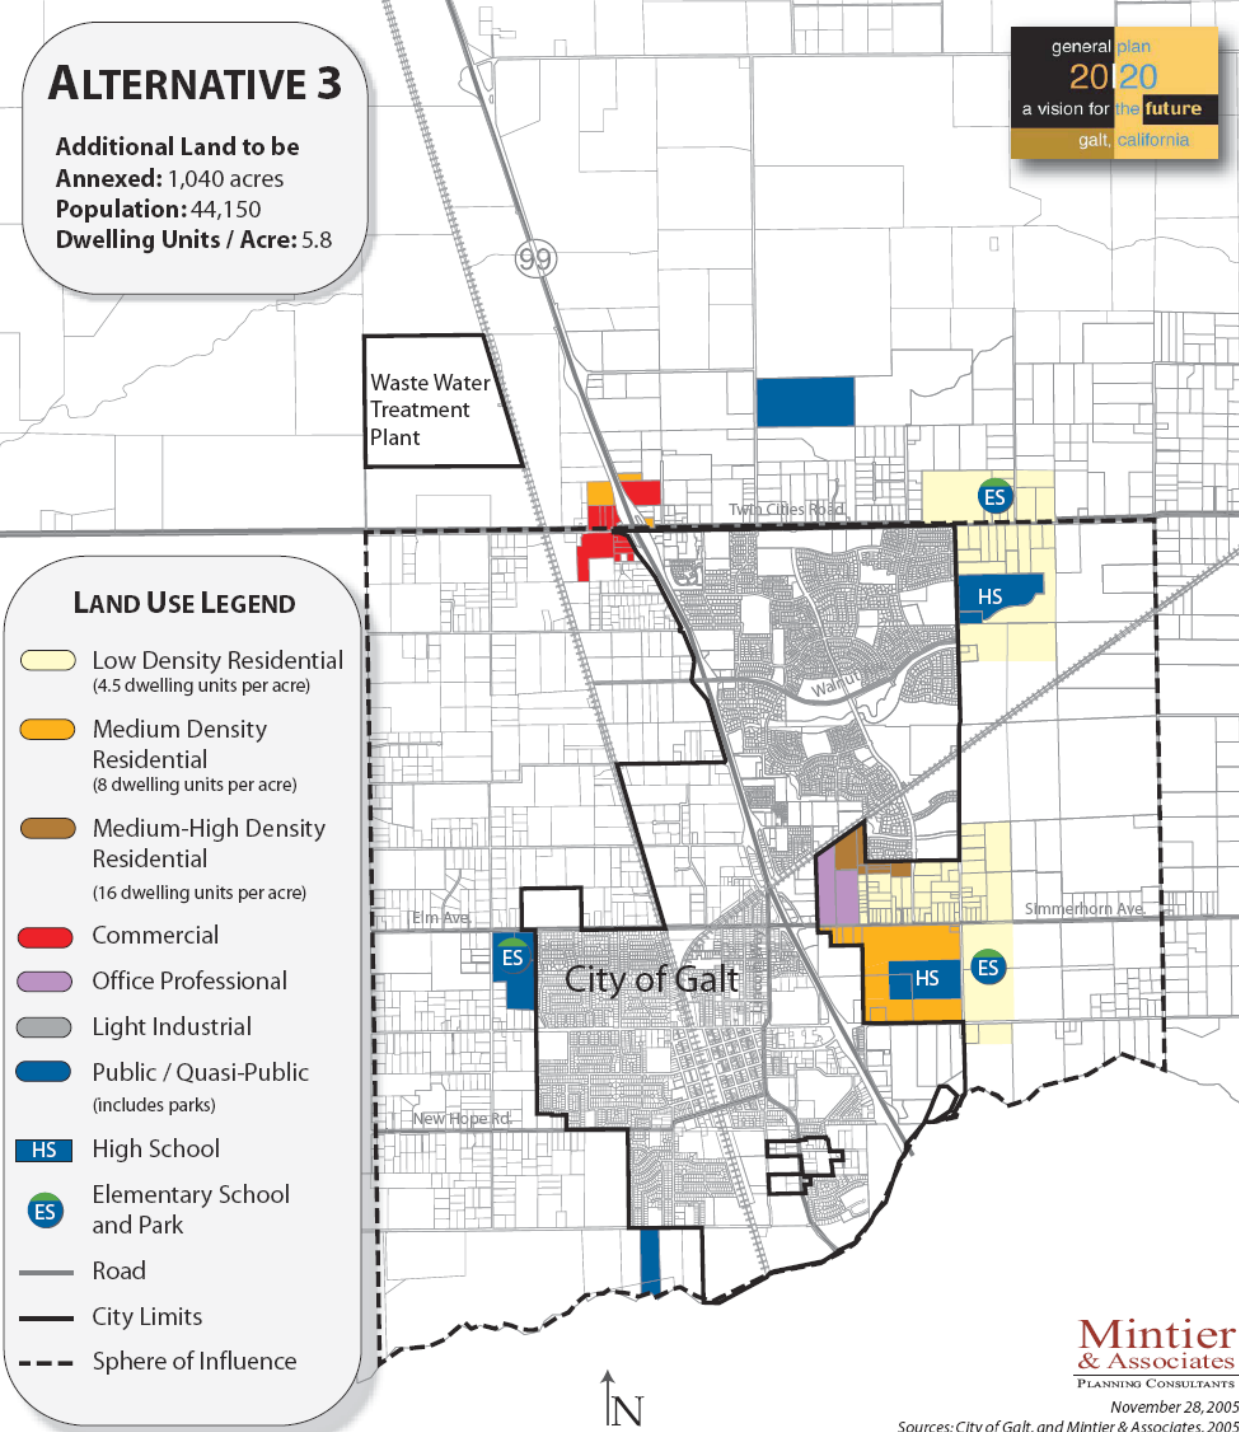 ALTERNATIVE 3
Additional Land to be
Annexed: 1,040 acres
Population: 44,150
Dwelling Units / Acre: 5.8
general plan
20|20
a vision for the future
galt, california
99
Waste Water
Treatment
Plant
Twin Cities Road
ES
HS
Walnut
Elm Ave.
Simmerhorn Ave.
ES
City of Galt
HS
ES
New Hope Rd.
LAND USE LEGEND
Low Density Residential
(4.5 dwelling units per acre)
Medium Density
Residential
(8 dwelling units per acre)
Medium-High Density
Residential
(16 dwelling units per acre)
Commercial
Office Professional
Light Industrial
Public / Quasi-Public
(includes parks)
HS High School
Elementary School
ES
and Park
Road
City Limits
Sphere of Influence
N
Mintier
& Associates
PLANNING CONSULTANTS
November 28, 2005
Sources: City of Galt, and Mintier & Associates, 2005